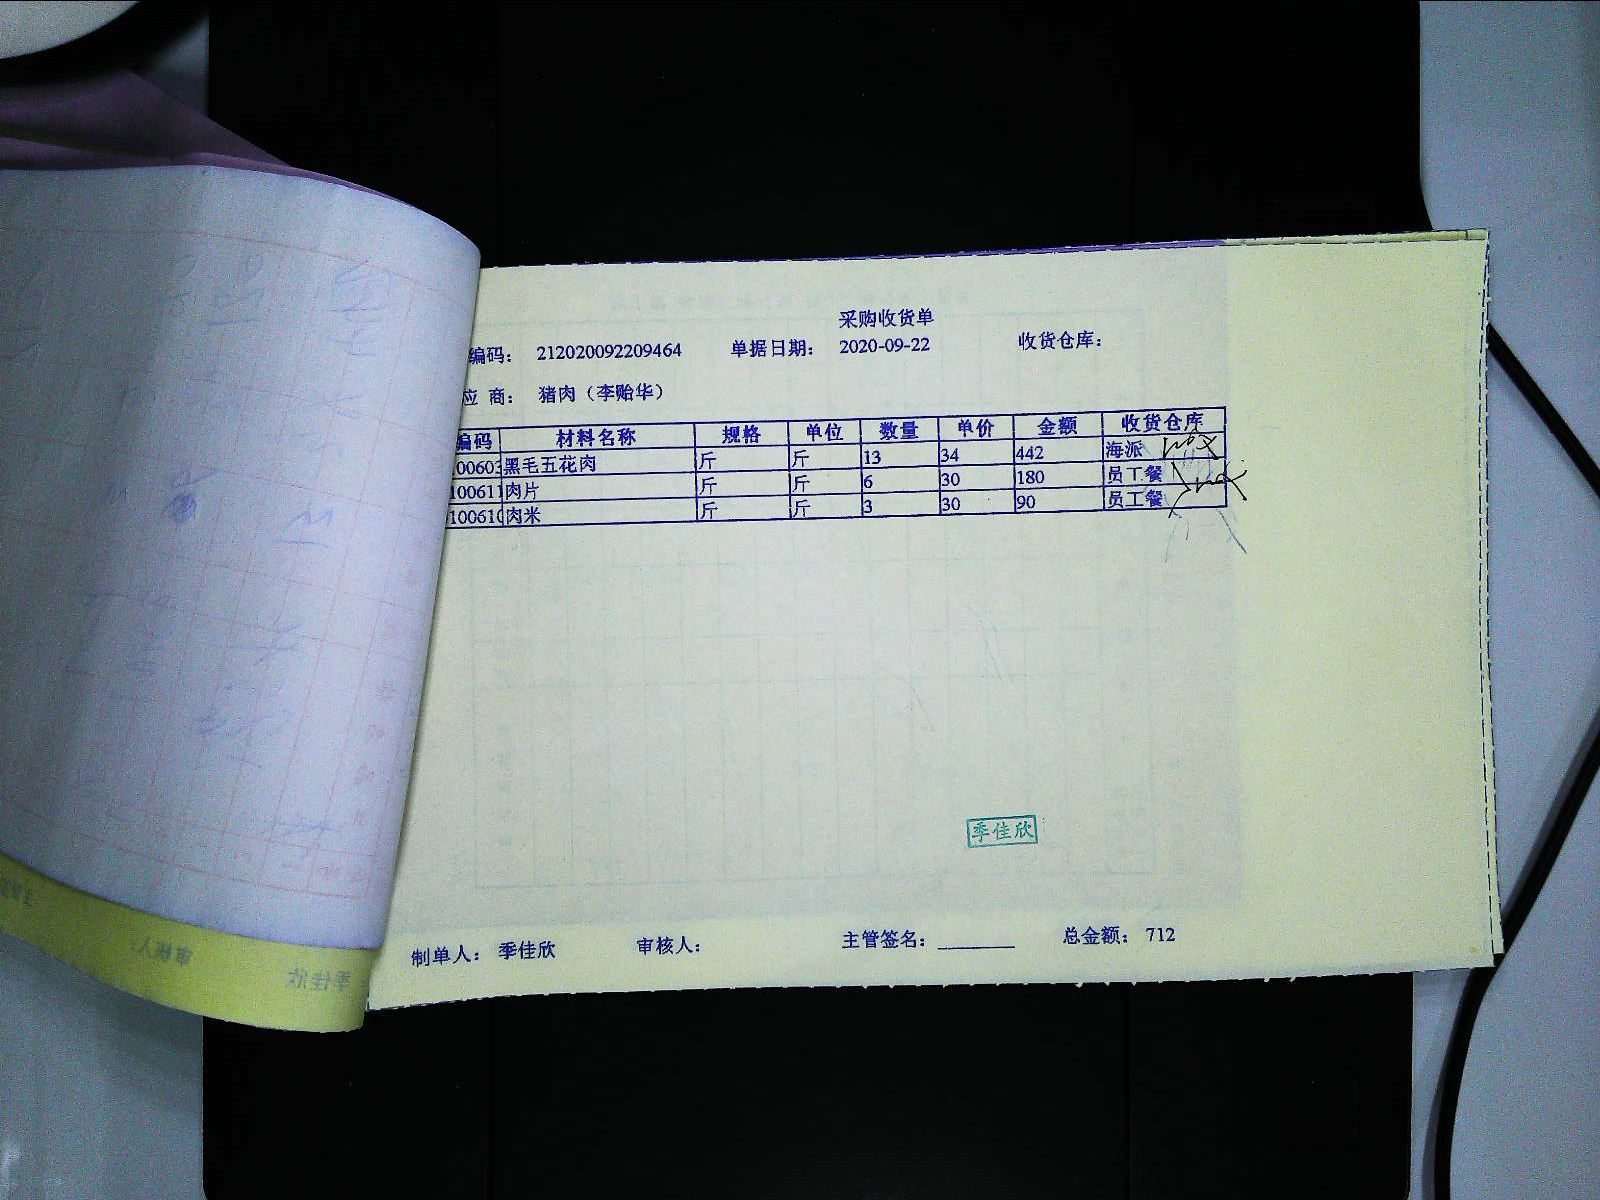 采购收货单
编码： 212020092209464 单据日期： 2020-09-22 收货仓库：
应 商： 猪肉（李贻华）
编码 材料名称 规格 单位 数量 单价 金额 收货仓库
100603 黑毛五花肉 斤 斤 13 34 442 海派
100611 肉片 斤 斤 6 30 180 员工餐
100610 肉米 斤 斤 3 30 90 员工餐
季佳欣
制单人： 季佳欣 审核人： 主管签名： 总金额： 712